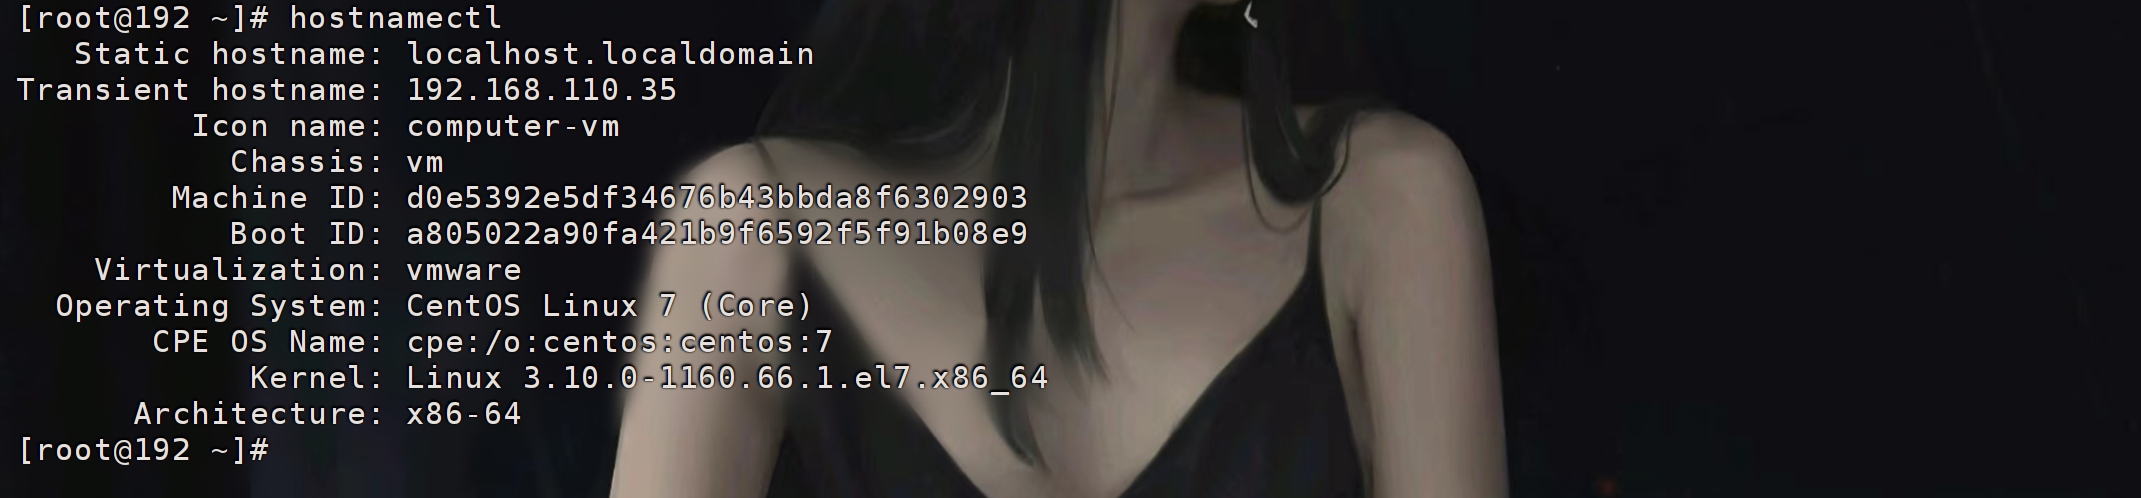 [root@192 ~]# hostnamectl
Static hostname: localhost.localdomain
Transient hostname: 192.168.110.35
Icon name: computer-vm
Chassis: vm
Machine ID: d0e5392e5df34676b43bbda8f6302903
Boot ID: a805022a90fa421b9f6592f5f91b08e9
Virtualization: vmware
Operating System: CentOS Linux 7 (Core)
CPE OS Name: cpe:/o:centos:centos:7
Kernel: Linux 3.10.0-1160.66.1.el7.x86_64
Architecture: x86-64
[root@192 ~]#